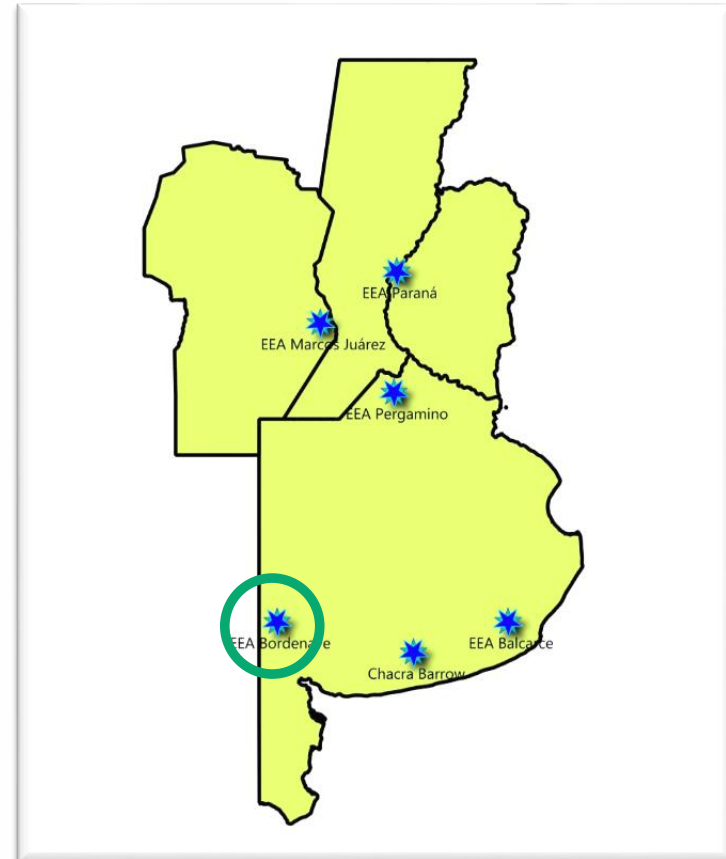 EEA Paraná
EEA Marcos Juárez
EEA Pergamino
EEA Bordenave
EEA Balcarce
Chacra Barrow